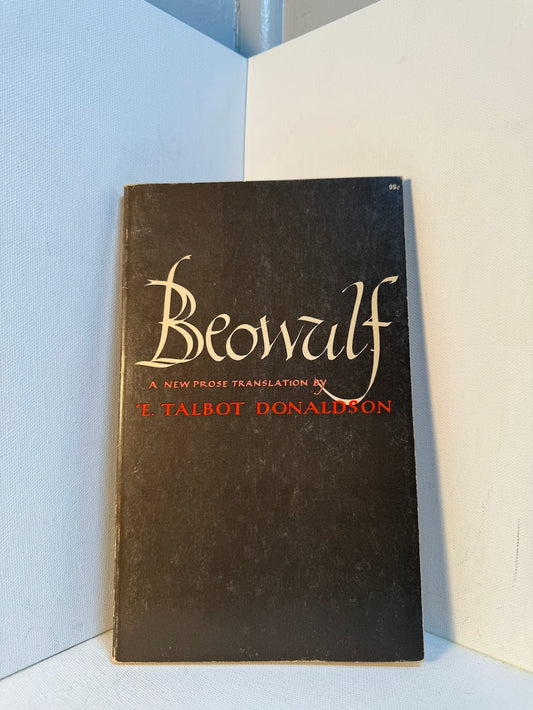 95¢
Beowulf
A NEW PROSE TRANSLATION BY
E. TALBOT DONALDSON